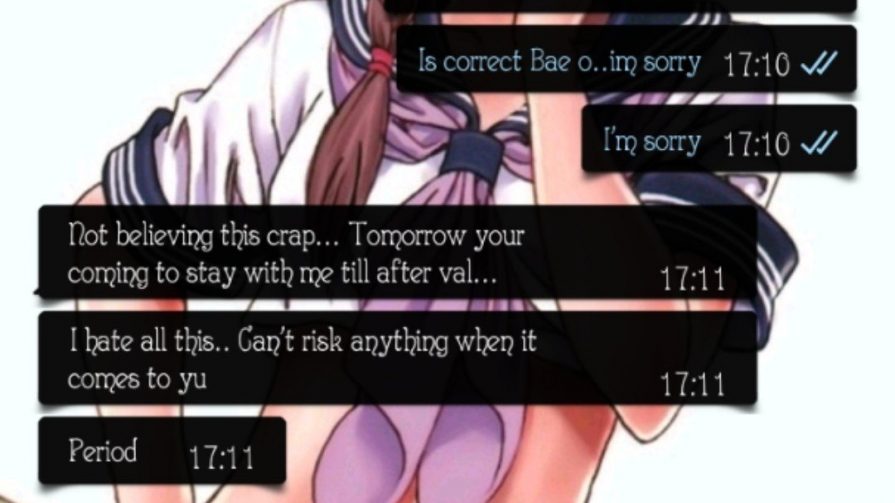 Is correct Bae o..im sorry 17:10
I'm sorry 17:10
Not believing this crap... Tomorrow your
coming to stay with me till after val... 17:11
I hate all this.. Can't risk anything when it
comes to yu 17:11
Period 17:11